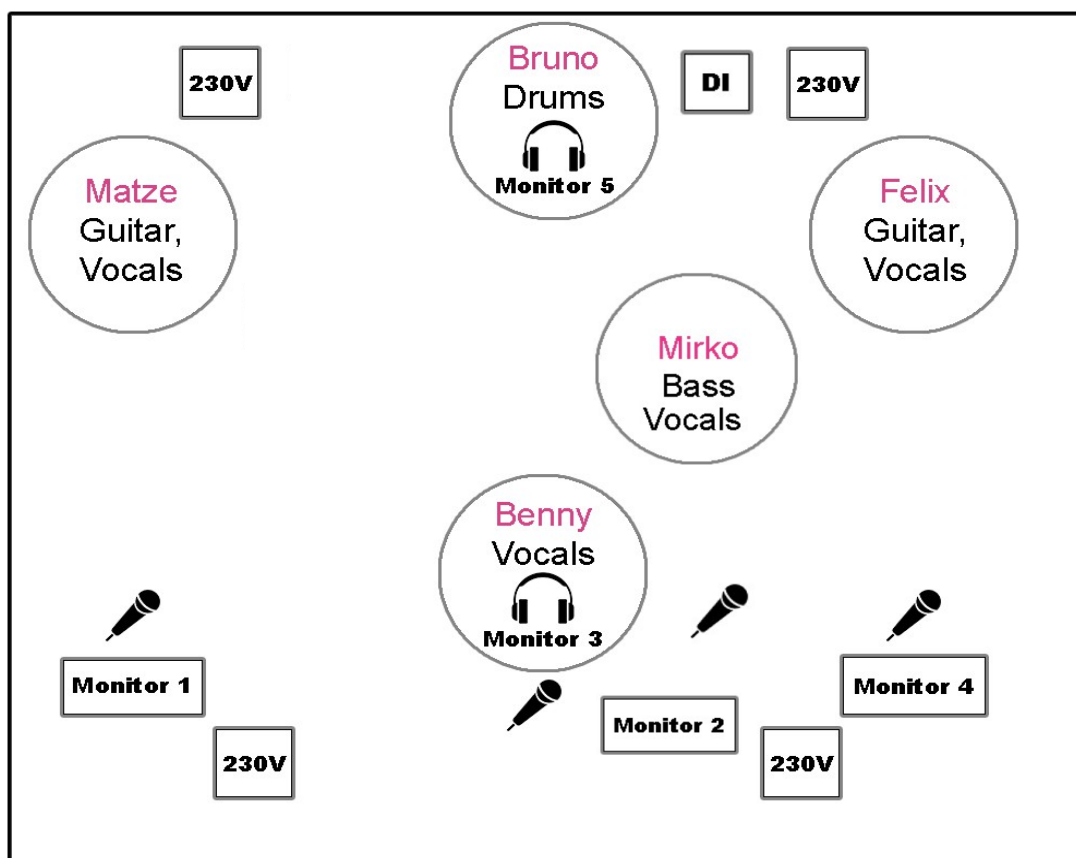 230V
Bruno
Drums
Monitor 5
DI
230V
Matze
Guitar,
Vocals
Felix
Guitar,
Vocals
Mirko
Bass
Vocals
Benny
Vocals
Monitor 3
Monitor 1
Monitor 2
Monitor 4
230V
230V